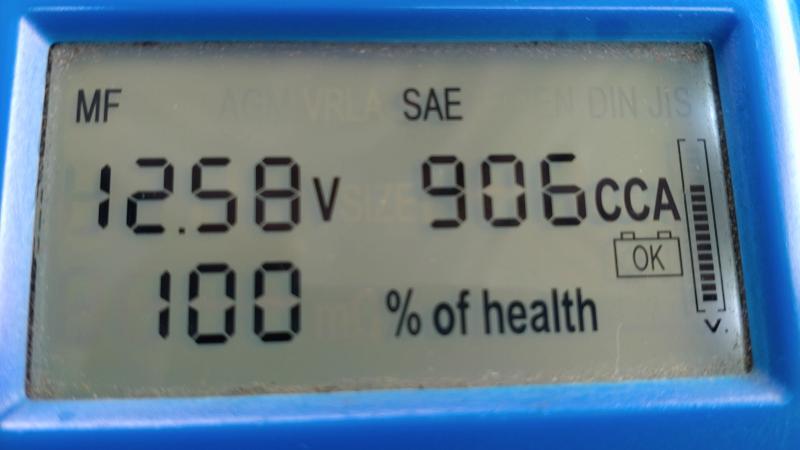 MF SAE
12.58 V 906 CCA
OK
100 % of health